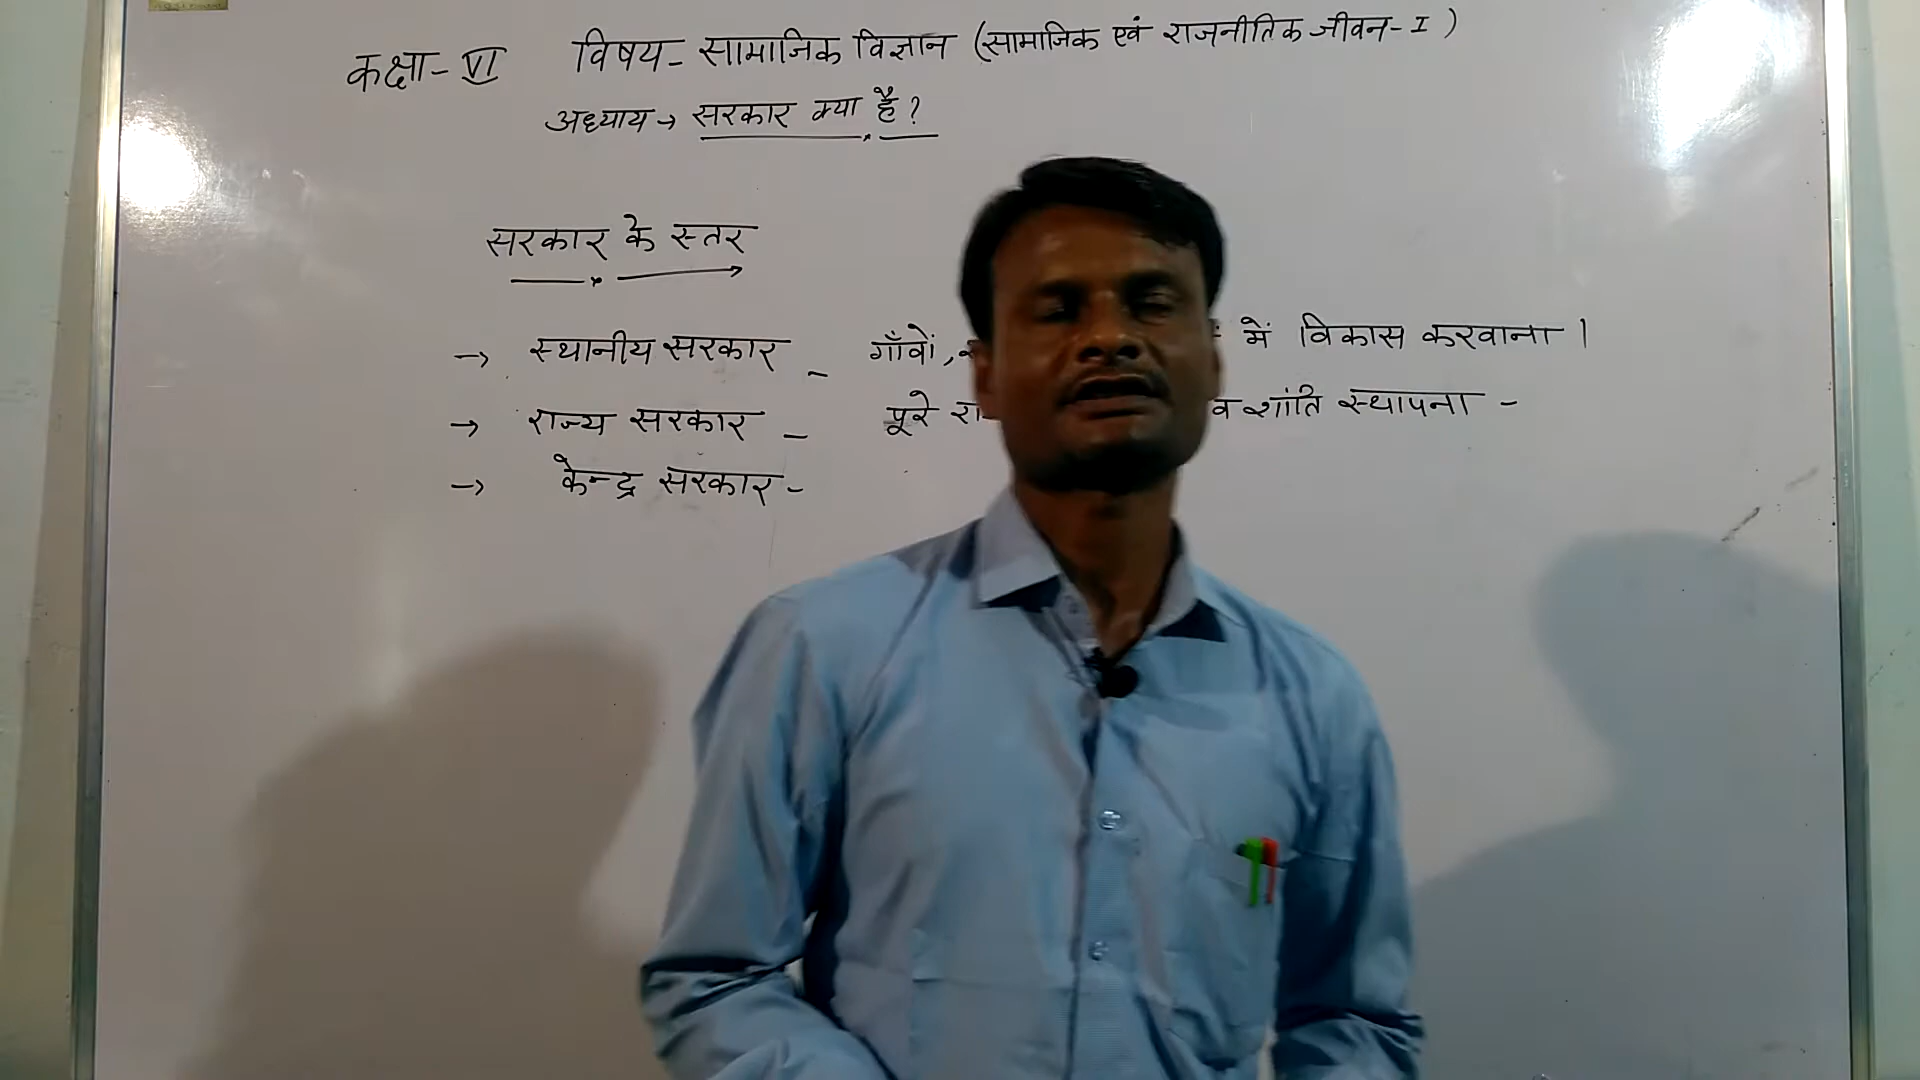 कक्षा- VI विषय- सामाजिक विज्ञान (सामाजिक एवं राजनीतिक जीवन-I)
अध्याय→ सरकार क्या है?
सरकार के स्तर
→ स्थानीय सरकार - गाँवों, में विकास करवाना।
→ राज्य सरकार - पूरे व शांति स्थापना -
→ केन्द्र सरकार-